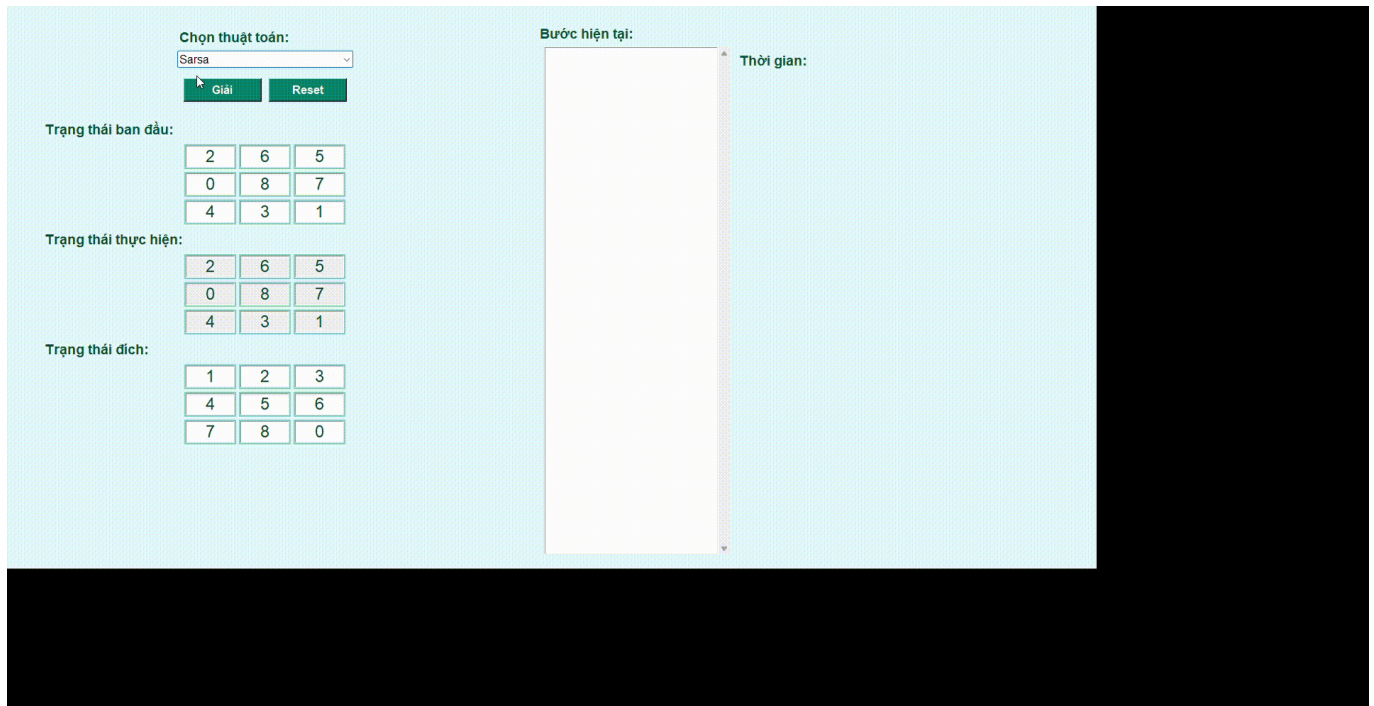 Chọn thuật toán:
Sarsa
Giải
Reset
Trạng thái ban đầu:
2 6 5
0 8 7
4 3 1
Trạng thái thực hiện:
2 6 5
0 8 7
4 3 1
Trạng thái đích:
1 2 3
4 5 6
7 8 0
Bước hiện tại:
Thời gian: